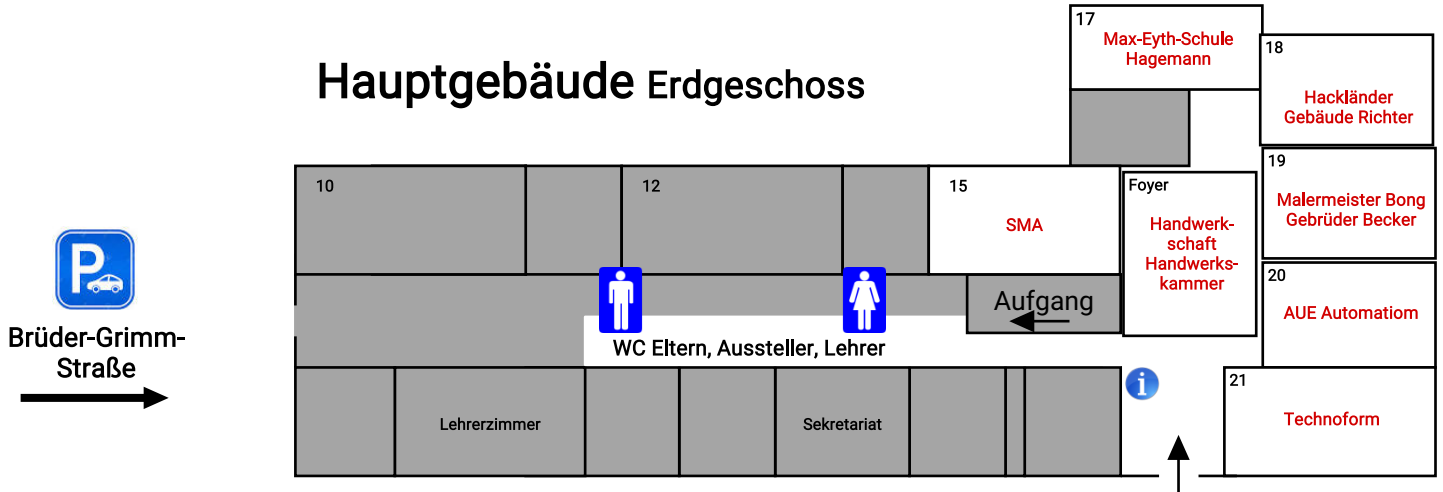 Hauptgebäude Erdgeschoss
17
Max-Eyth-Schule
Hagemann
18
Hackländer
Gebäude Richter
10
12
15
SMA
Foyer
Handwerk-
schaft
Handwerks-
kammer
19
Malermeister Bong
Gebrüder Becker
20
AUE Automatiom
P
Brüder-Grimm-
Straße
Aufgang
WC Eltern, Aussteller, Lehrer
i
Lehrerzimmer
Sekretariat
21
Technoform